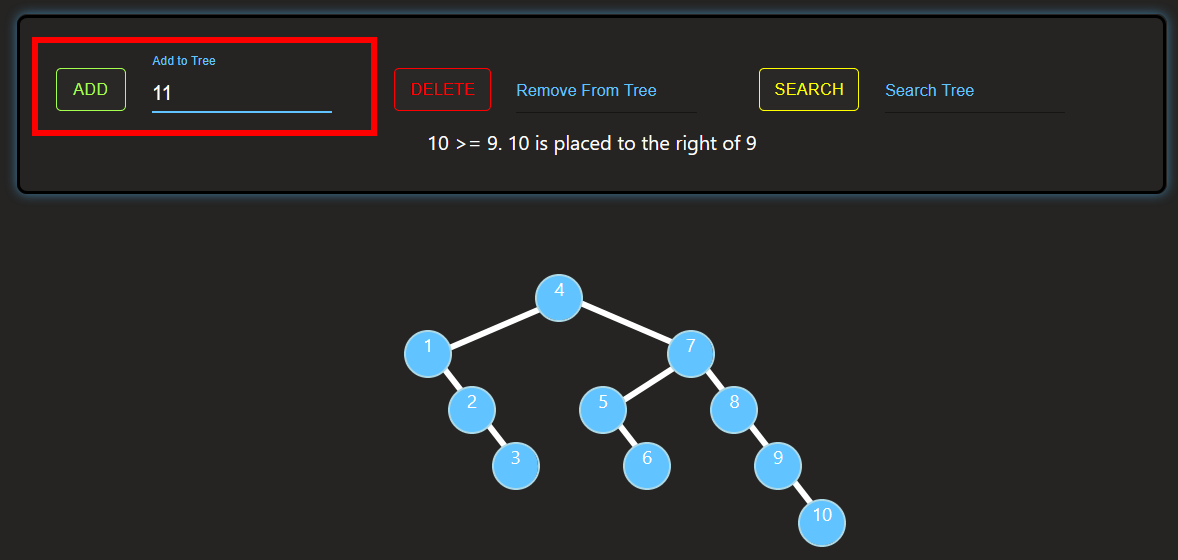 Add to Tree
ADD 11 DELETE Remove From Tree SEARCH Search Tree
10 >= 9. 10 is placed to the right of 9
4
1 7
2 5 8
3 6 9
10